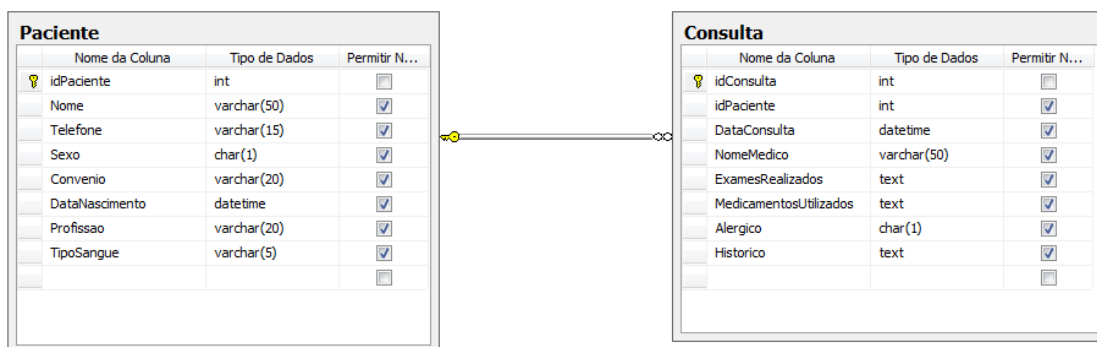 Paciente
Nome da Coluna Tipo de Dados Permitir N...
idPaciente int
Nome varchar(50)
Telefone varchar(15)
Sexo char(1)
Convenio varchar(20)
DataNascimento datetime
Profissao varchar(20)
TipoSangue varchar(5)
Consulta
Nome da Coluna Tipo de Dados Permitir N...
idConsulta int
idPaciente int
DataConsulta datetime
NomeMedico varchar(50)
ExamesRealizados text
MedicamentosUtilizados text
Alergico char(1)
Historico text